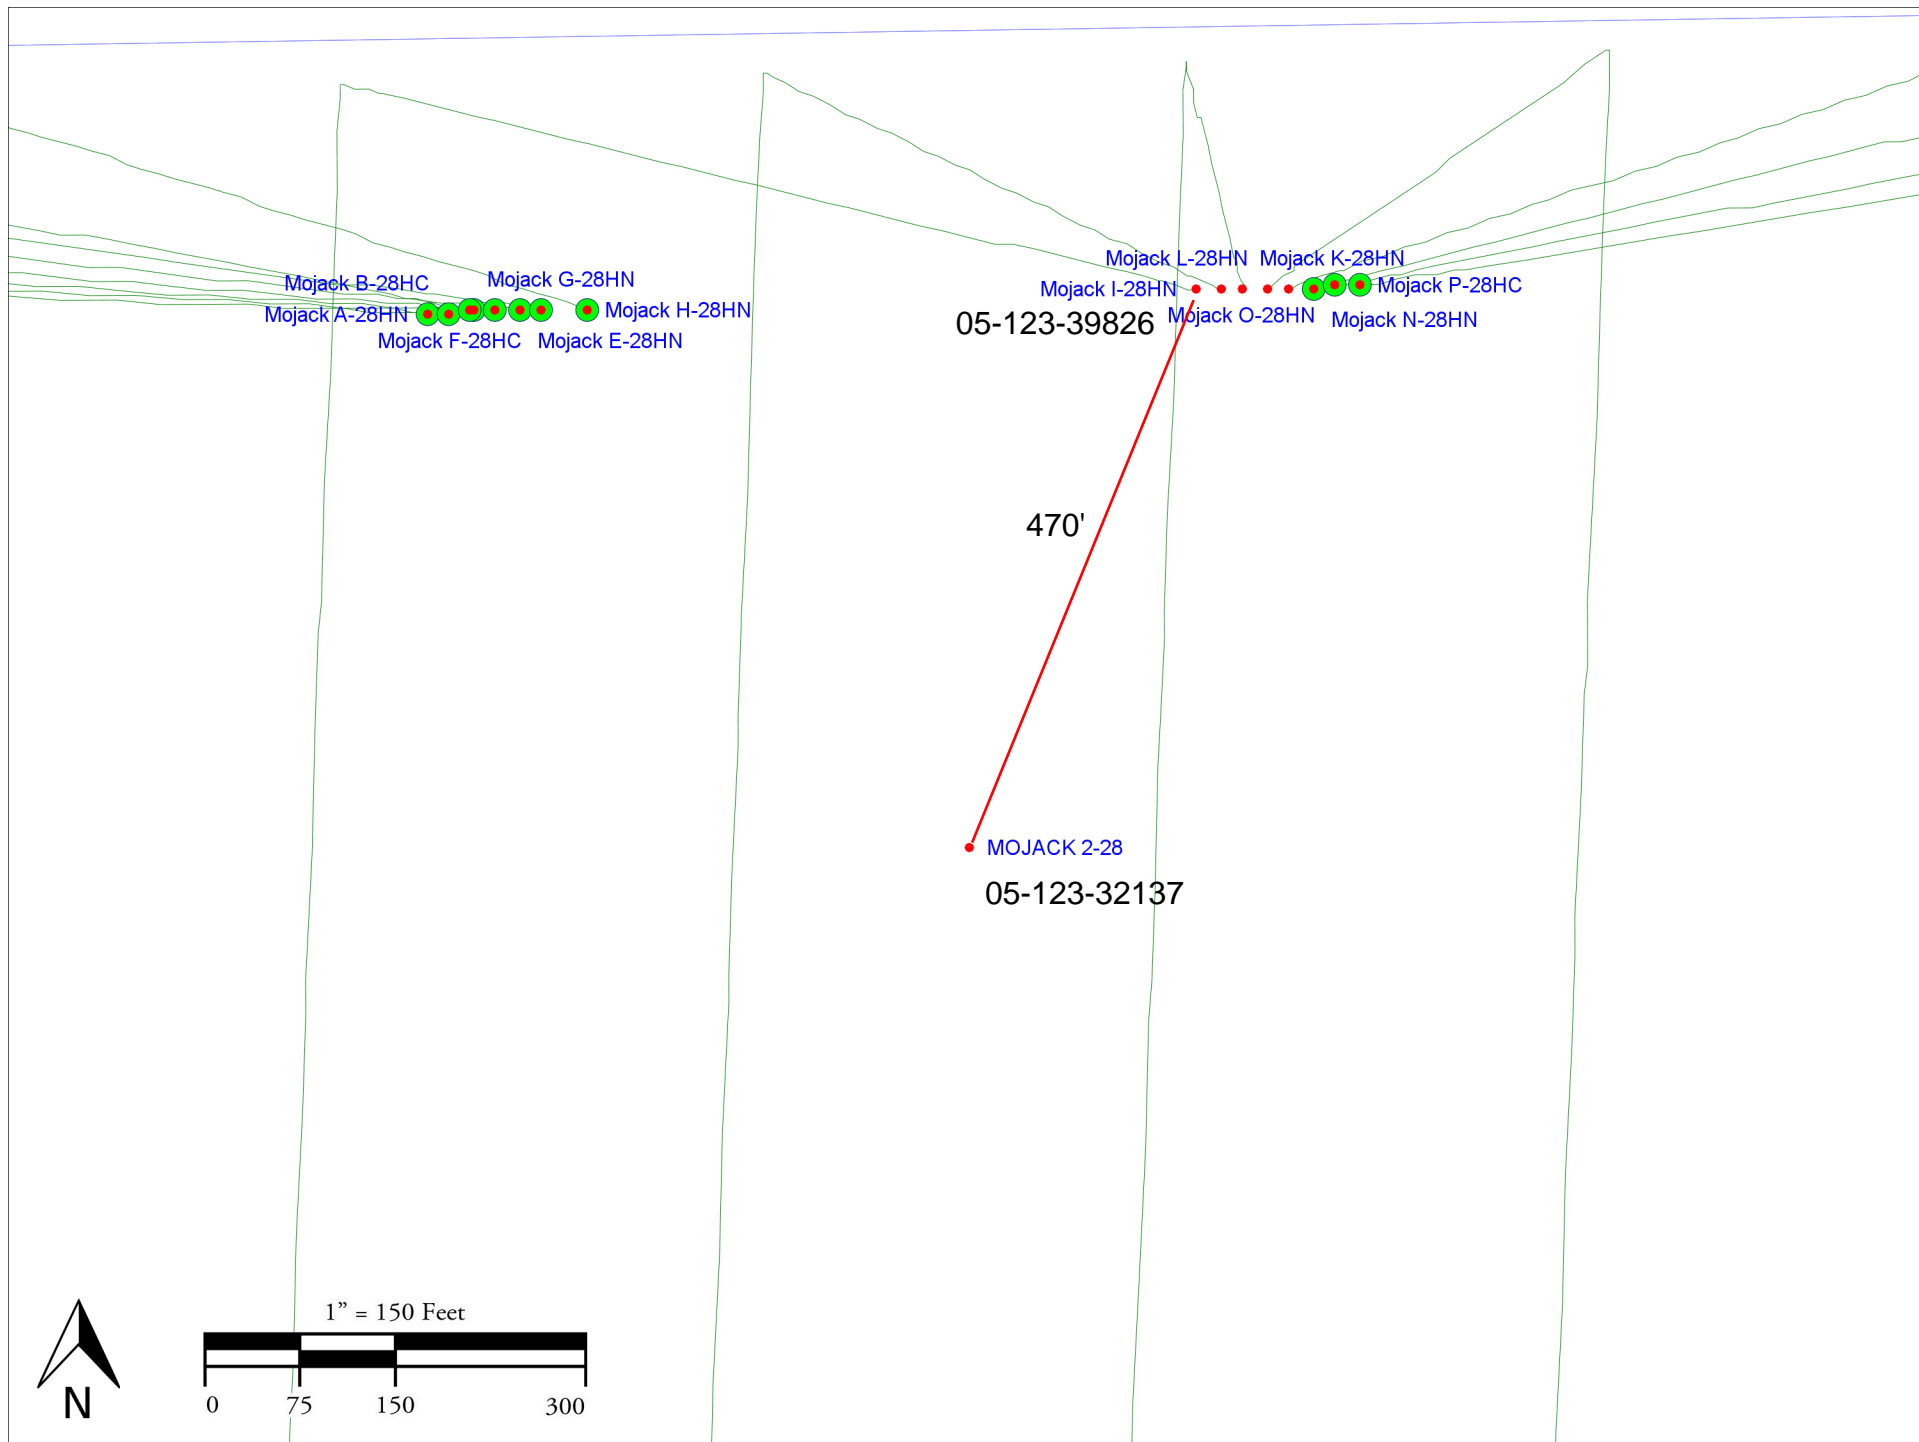 Mojack L-28HN
Mojack K-28HN
Mojack B-28HC
Mojack G-28HN
Mojack I-28HN
Mojack P-28HC
Mojack A-28HN
Mojack H-28HN
05-123-39826
Mojack O-28HN
Mojack N-28HN
Mojack F-28HC
Mojack E-28HN
470'
MOJACK 2-28
05-123-32137
1” = 150 Feet
0 75 150 300
N